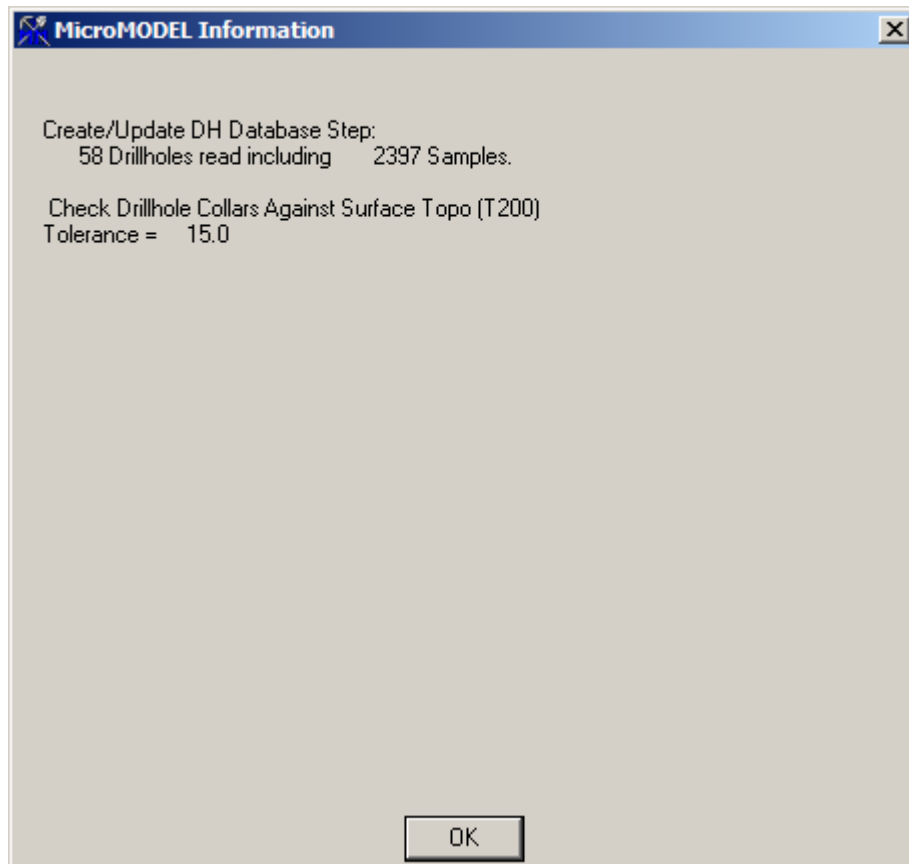 MicroMODEL Information
Create/Update DH Database Step:
58 Drillholes read including 2397 Samples.
Check Drillhole Collars Against Surface Topo (T200)
Tolerance = 15.0
OK